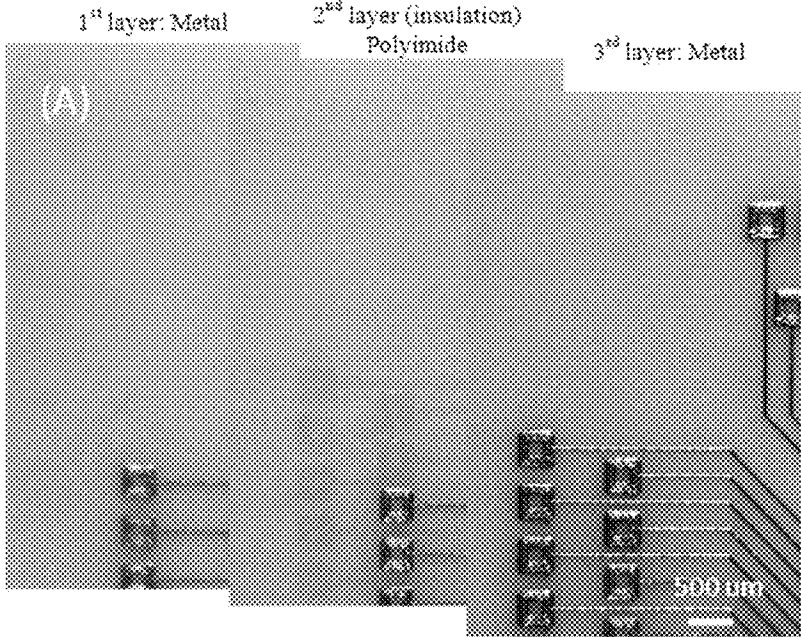 1st layer: Metal
2nd layer (insulation)
Polyimide
3rd layer: Metal
(A)
500 um